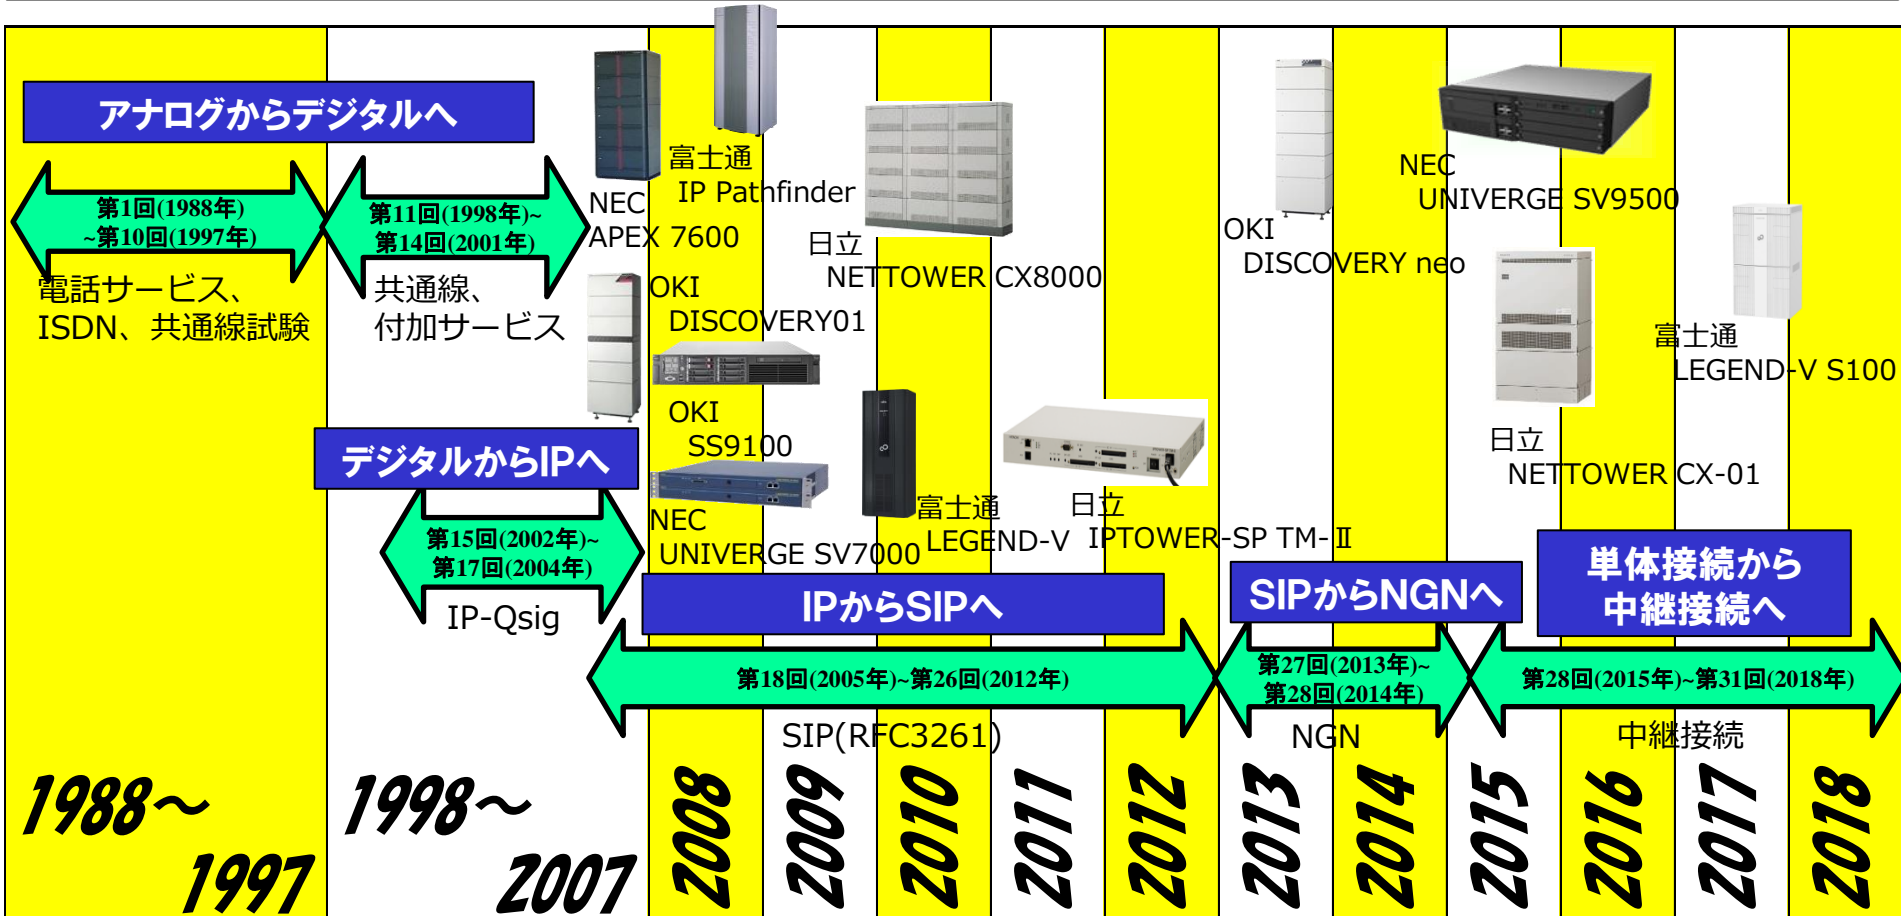 アナログからデジタルへ
第1回(1988年)
~第10回(1997年)
電話サービス、
ISDN、共通線試験
第11回(1998年)~
第14回(2001年)
共通線、
付加サービス
NEC
APEX 7600
富士通
IP Pathfinder
日立
NETTOWER CX8000
OKI
DISCOVERY01
OKI
SS9100
NEC
UNIVERGE SV7000
富士通
LEGEND-V
日立
IPTOWER-SP TM-Ⅱ
OKI
DISCOVERY neo
NEC
UNIVERGE SV9500
日立
NETTOWER CX-01
富士通
LEGEND-V S100
デジタルからIPへ
第15回(2002年)~
第17回(2004年)
IP-Qsig
IPからSIPへ
第18回(2005年)~第26回(2012年)
SIP(RFC3261)
SIPからNGNへ
第27回(2013年)~
第28回(2014年)
NGN
単体接続から
中継接続へ
第28回(2015年)~第31回(2018年)
中継接続
1988～
1997
1998～
2007
2008
2009
2010
2011
2012
2013
2014
2015
2016
2017
2018